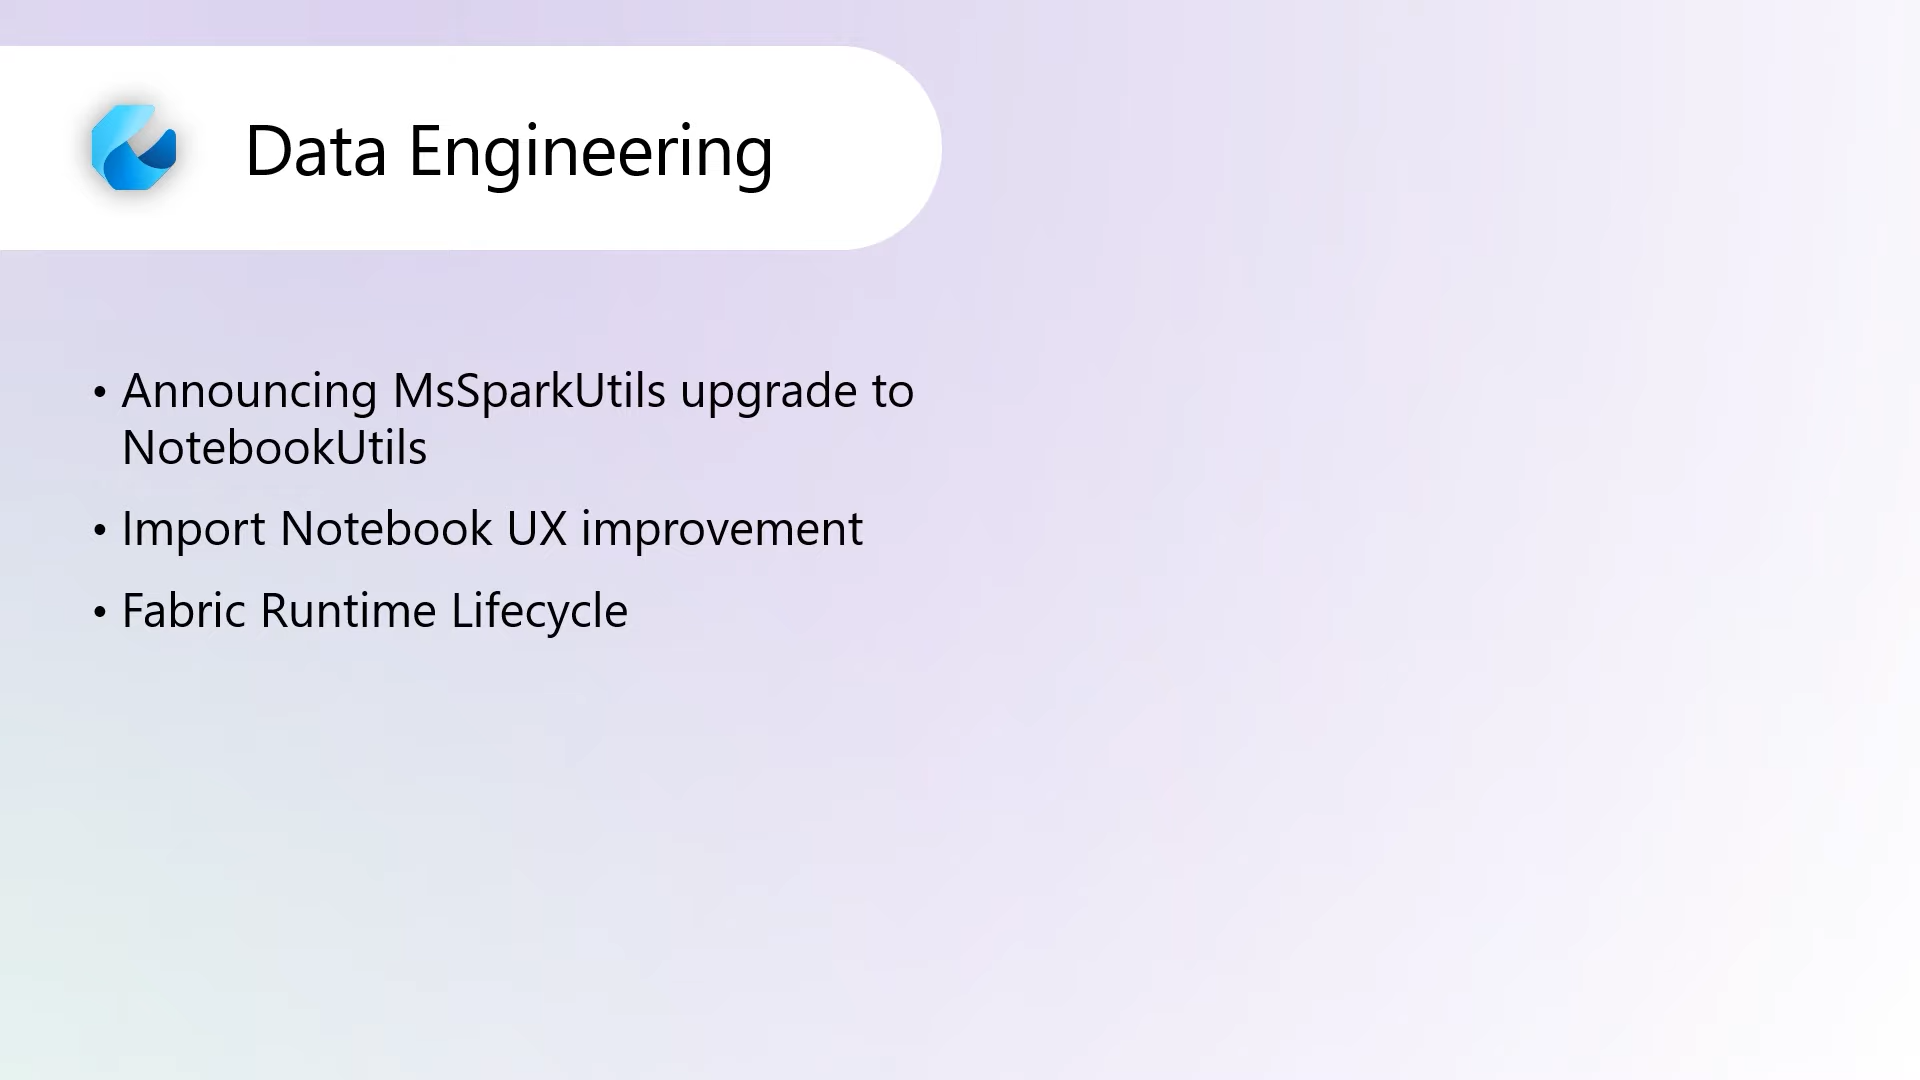 Data Engineering
• Announcing MsSparkUtils upgrade to
NotebookUtils
• Import Notebook UX improvement
• Fabric Runtime Lifecycle